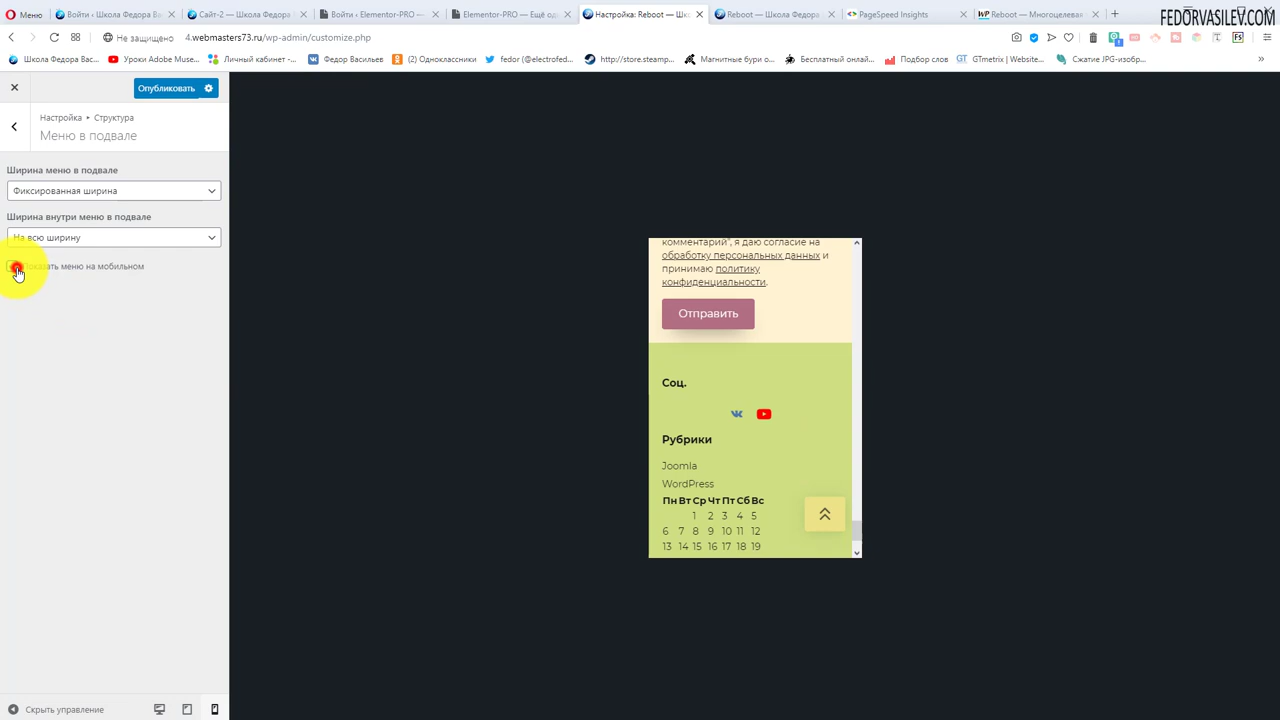 Меню
Войти ‹ Школа Федора Ва
Сайт-2 — Школа Федора
Войти ‹ Elementor-PRO —
Elementor-PRO — Ещё од
Настройка: Reboot — Шк
Reboot — Школа Федора
PageSpeed Insights
Reboot — Многоцелевая
FEDORVASILEV.COM
Не защищено
4.webmasters73.ru/wp-admin/customize.php
Школа Федора Вас...
Уроки Adobe Muse...
Личный кабинет -...
Федор Васильев
(2) Одноклассники
fedor (@electrofed...
http://store.steamp...
Магнитные бури о...
Бесплатный онлай...
Подбор слов
GTmetrix | Website...
Сжатие JPG-изобр...
Опубликовать
Настройка ▸ Структура
Меню в подвале
Ширина меню в подвале
Фиксированная ширина
Ширина внутри меню в подвале
На всю ширину
Показать меню на мобильном
комментарий", я даю согласие на
обработку персональных данных и
принимаю политику
конфиденциальности.
Отправить
Соц.
Рубрики
Joomla
WordPress
Пн Вт Ср Чт Пт Сб Вс
1 2 3 4 5
6 7 8 9 10 11 12
13 14 15 16 17 18 19
Скрыть управление